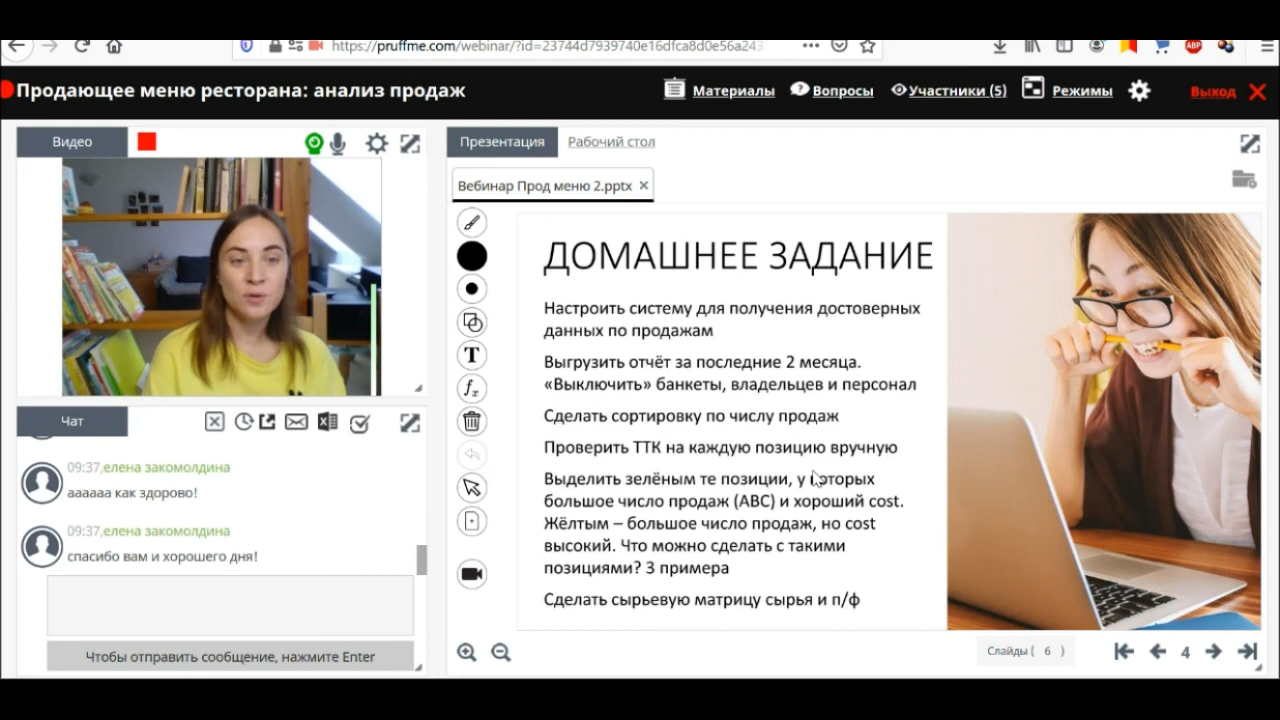 https://pruffme.com/webinar/?id=23744d7939740e16dfca8d0e56a243
ABP
Продающее меню ресторана: анализ продаж
Материалы
Вопросы
Участники (5)
Режимы
Выход
Видео
Презентация
Рабочий стол
Вебинар Прод меню 2.pptx
ДОМАШНЕЕ ЗАДАНИЕ
Настроить систему для получения достоверных
данных по продажам
Выгрузить отчёт за последние 2 месяца.
«Выключить» банкеты, владельцев и персонал
Сделать сортировку по числу продаж
Проверить ТТК на каждую позицию вручную
Выделить зелёным те позиции, у которых
большое число продаж (АВС) и хороший cost.
Жёлтым – большое число продаж, но cost
высокий. Что можно сделать с такими
позициями? 3 примера
Сделать сырьевую матрицу сырья и п/ф
Слайды ( 6 )
4
Чат
09:37,елена закомолдина
аааааа как здорово!
09:37,елена закомолдина
спасибо вам и хорошего дня!
Чтобы отправить сообщение, нажмите Enter